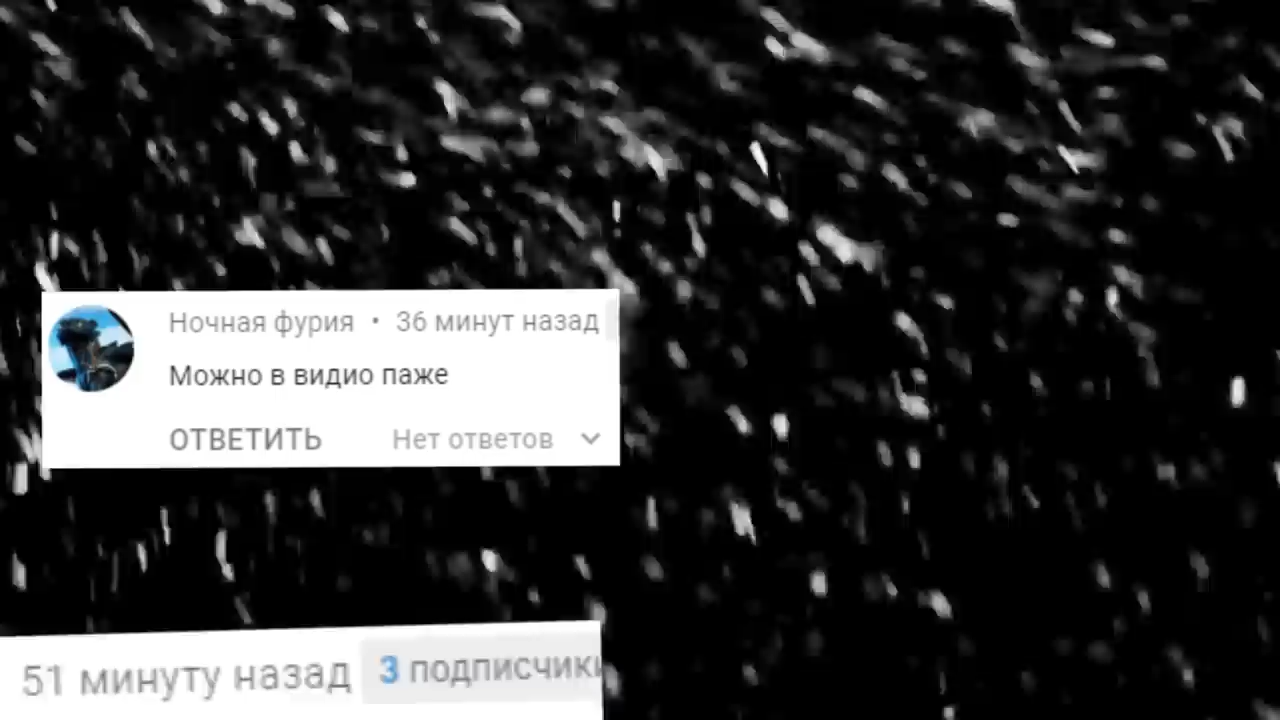 Ночная фурия • 36 минут назад
Можно в видио паже
ОТВЕТИТЬ Нет ответов
51 минуту назад 3 подписчики